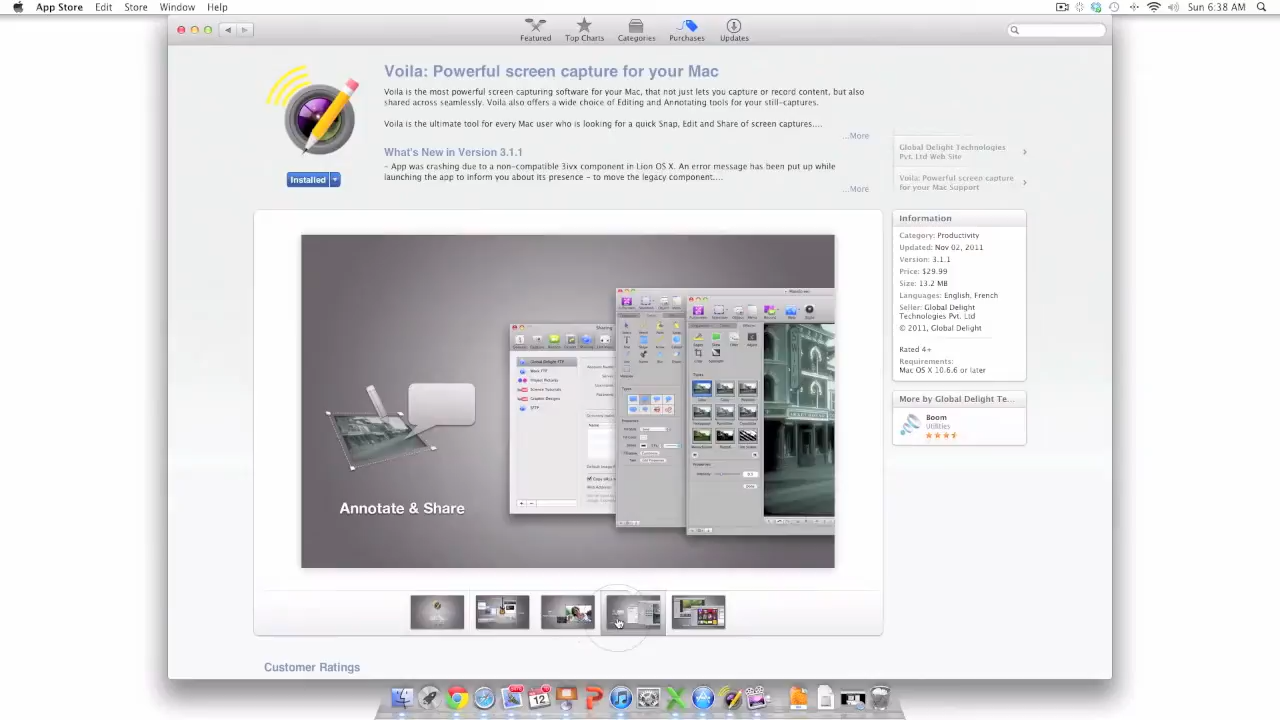 App Store Edit Store Window Help
Sun 6:38 AM
Featured Top Charts Categories Purchases Updates
Voila: Powerful screen capture for your Mac
Voila is the most powerful screen capturing software for your Mac, that not just lets you capture or record content, but also
shared across seamlessly. Voila also offers a wide choice of Editing and Annotating tools for your still-captures.
Voila is the ultimate tool for every Mac user who is looking for a quick Snap, Edit and Share of screen captures....
...More
What's New in Version 3.1.1
- App was crashing due to a non-compatible 3ivx component in Lion OS X. An error message has been put up while
launching the app to inform you about its presence - to move the legacy component....
...More
Installed
Global Delight Technologies
Pvt. Ltd Web Site
Voila: Powerful screen capture
for your Mac Support
Information
Category: Productivity
Updated: Nov 02, 2011
Version: 3.1.1
Price: $29.99
Size: 13.2 MB
Languages: English, French
Seller: Global Delight
Technologies Pvt. Ltd
© 2011, Global Delight
Rated 4+
Requirements:
Mac OS X 10.6.6 or later
More by Global Delight Te...
Boom
Utilities
Annotate & Share
Customer Ratings
12